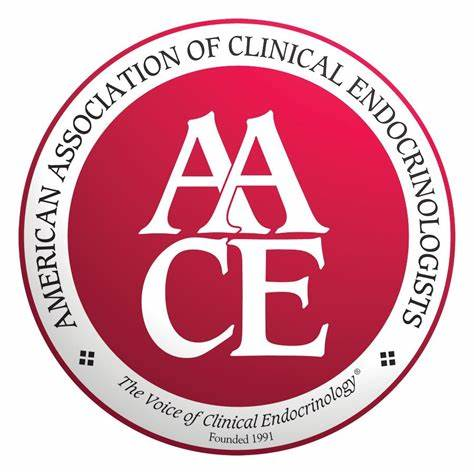 AMERICAN ASSOCIATION OF CLINICAL ENDOCRINOLOGISTS
AA
CE
The Voice of Clinical Endocrinology®
Founded 1991